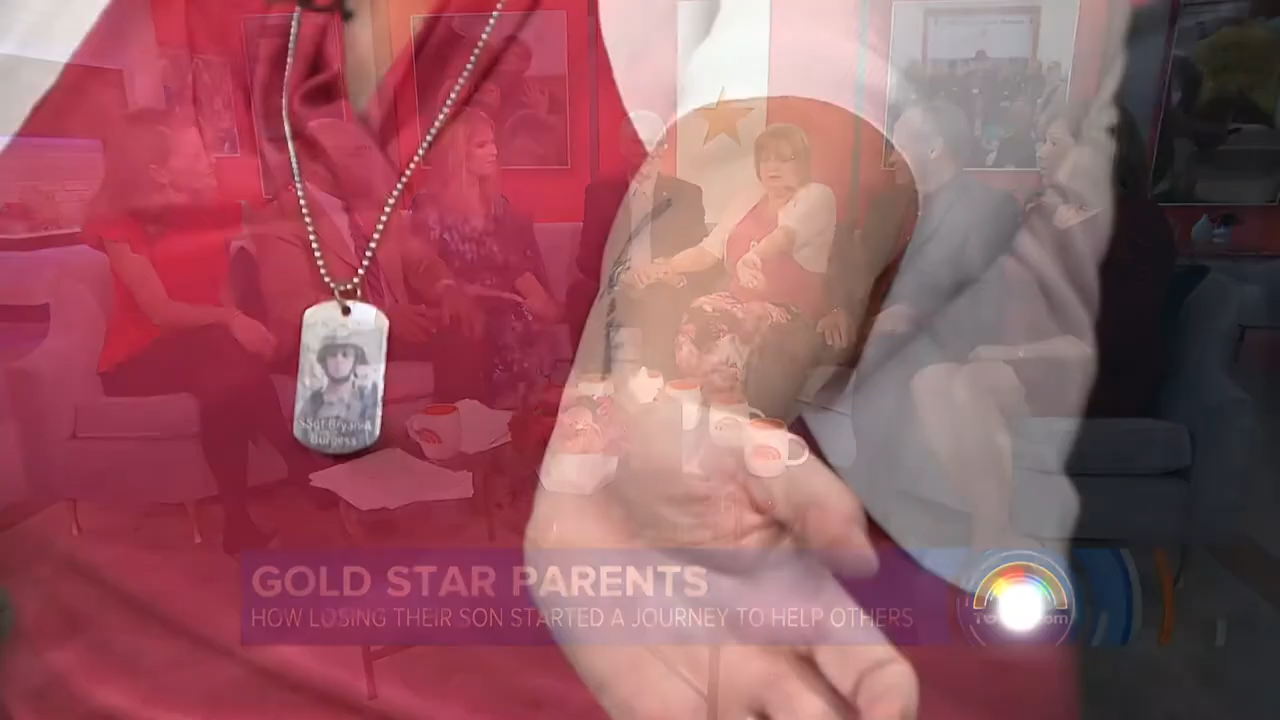 SSgt Bryan
Burgess
GOLD STAR PARENTS
HOW LOSING THEIR SON STARTED A JOURNEY TO HELP OTHERS